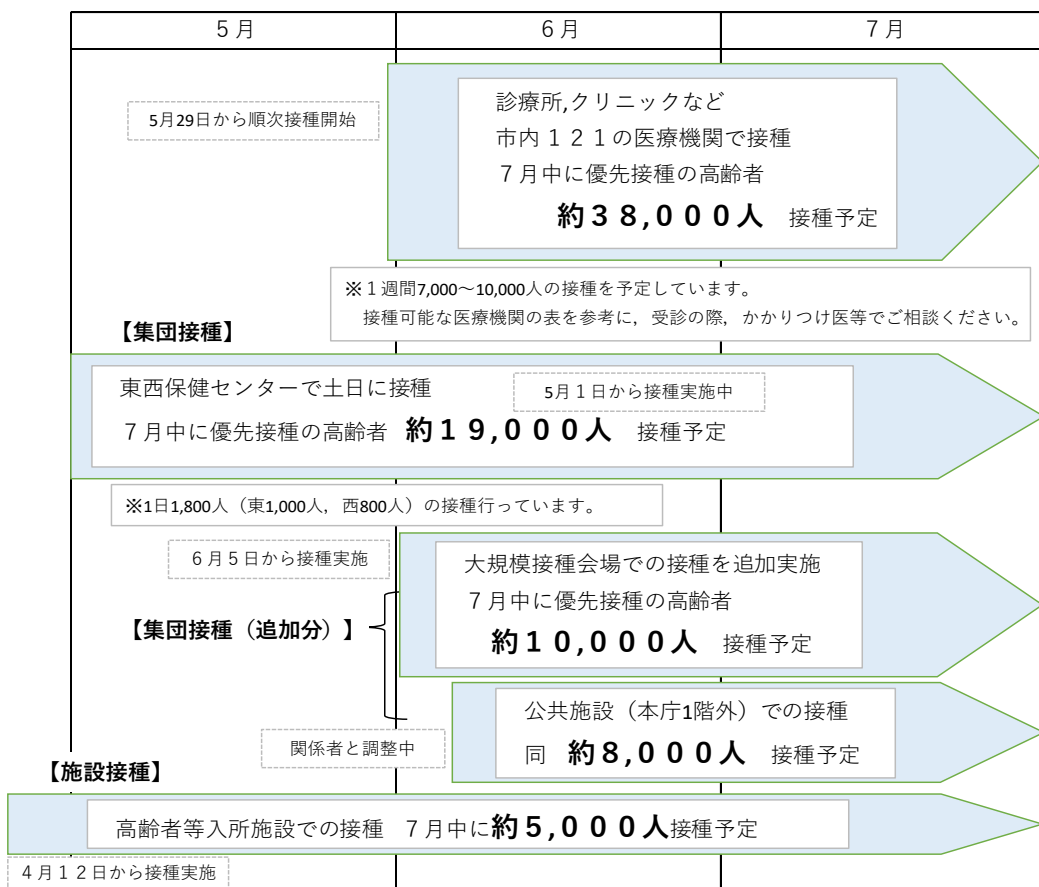 ５月
６月
７月
5月29日から順次接種開始
診療所,クリニックなど
市内１２１の医療機関で接種
７月中に優先接種の高齢者
約３８,０００人　接種予定
※１週間7,000～10,000人の接種を予定しています。
接種可能な医療機関の表を参考に，受診の際，かかりつけ医等でご相談ください。
【集団接種】
東西保健センターで土日に接種
5月１日から接種実施中
７月中に優先接種の高齢者　約１９,０００人　接種予定
※1日1,800人（東1,000人，西800人）の接種行っています。
６月５日から接種実施
大規模接種会場での接種を追加実施
７月中に優先接種の高齢者
【集団接種（追加分）】
約１０,０００人　接種予定
公共施設（本庁1階外）での接種
関係者と調整中
同　約８,０００人　接種予定
【施設接種】
高齢者等入所施設での接種　７月中に約５,０００人接種予定
４月１２日から接種実施